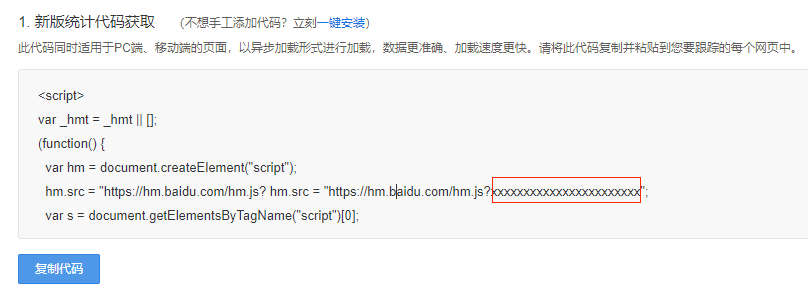 1. 新版统计代码获取 （不想手工添加代码？立刻一键安装）
此代码同时适用于PC端、移动端的页面，以异步加载形式进行加载，数据更准确、加载速度更快。请将此代码复制并粘贴到您要跟踪的每个网页中。
<script>
var _hmt = _hmt || [];
(function() {
var hm = document.createElement("script");
hm.src = "https://hm.baidu.com/hm.js? hm.src = "https://hm.baidu.com/hm.js?xxxxxxxxxxxxxxxxxxxxxxx";
var s = document.getElementsByTagName("script")[0];
复制代码